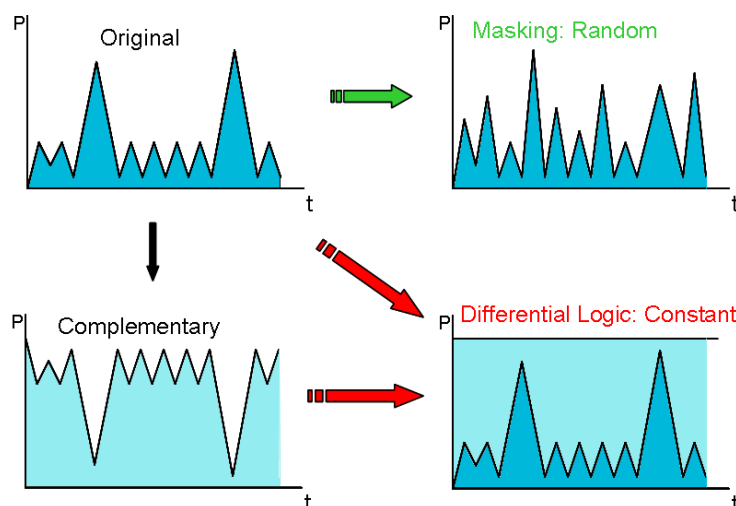 P
Original
t
P
Masking: Random
t
P
Complementary
t
Differential Logic: Constant
P
t